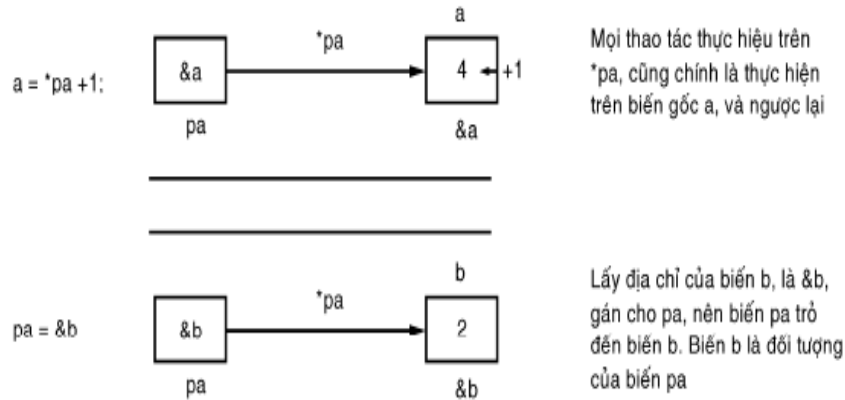 a
*pa
&a
4
+1
a = *pa +1;
pa
&a
Mọi thao tác thực hiệu trên
*pa, cũng chính là thực hiện
trên biến gốc a, và ngược lại
b
*pa
&b
2
pa = &b
pa
&b
Lấy địa chỉ của biến b, là &b,
gán cho pa, nên biến pa trỏ
đến biến b. Biến b là đối tượng
của biến pa